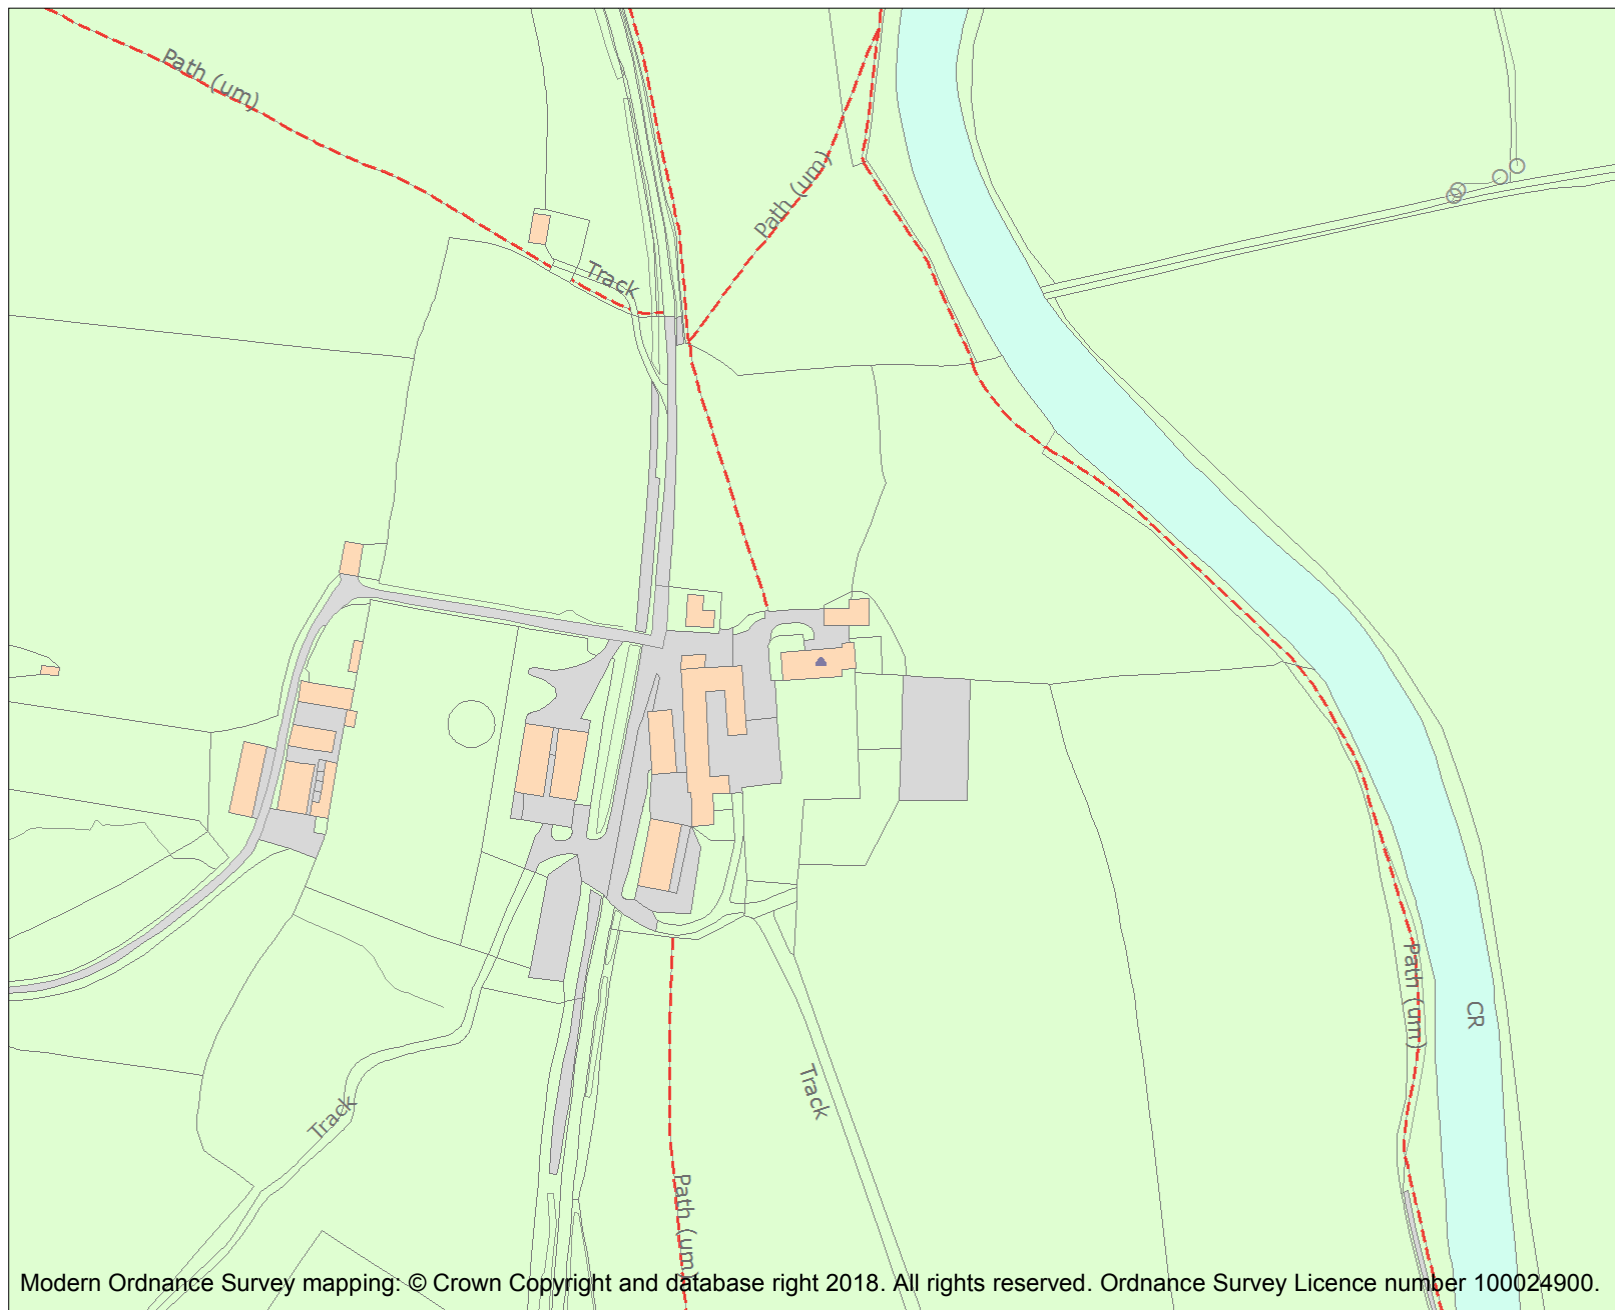 Path (um)
Path (um)
Track
Path (um)
CR
Track
Track
Path (um)
Modern Ordnance Survey mapping: © Crown Copyright and database right 2018. All rights reserved. Ordnance Survey Licence number 100024900.